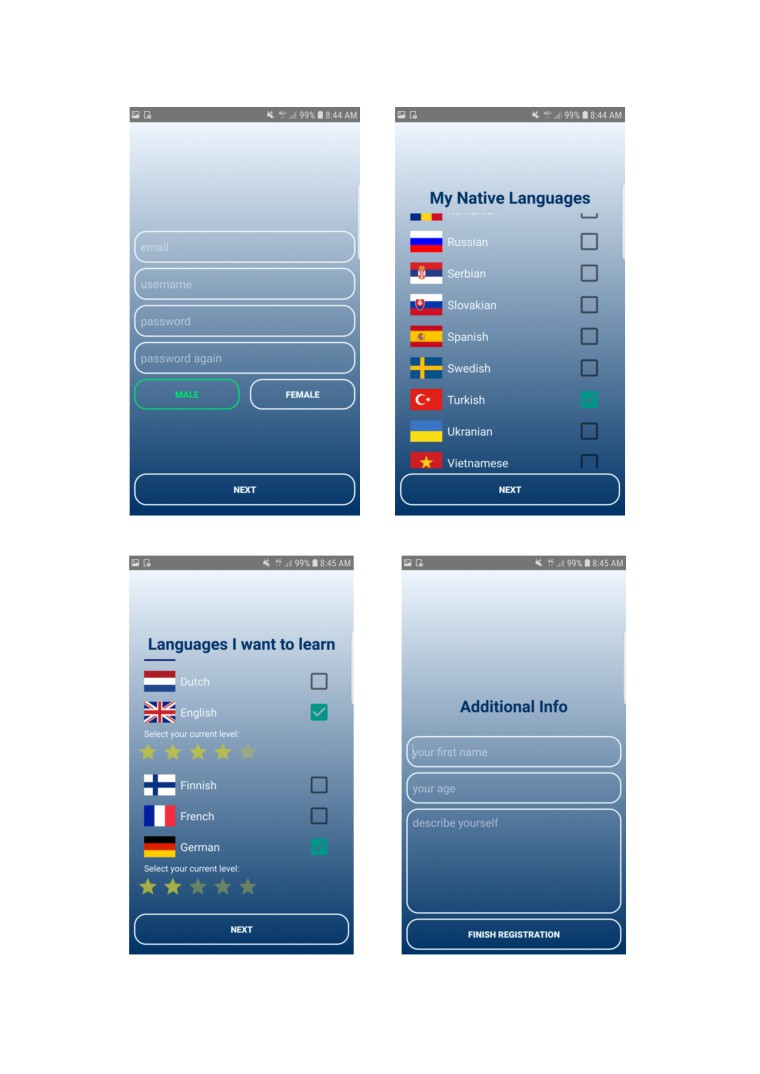 99% 8:44 AM
email
username
password
password again
MALE FEMALE
NEXT
99% 8:44 AM
My Native Languages
Russian
Serbian
Slovakian
Spanish
Swedish
Turkish
Ukranian
Vietnamese
NEXT
99% 8:45 AM
Languages I want to learn
Dutch
English
Select your current level:
Finnish
French
German
Select your current level:
NEXT
99% 8:45 AM
Additional Info
your first name
your age
describe yourself
FINISH REGISTRATION